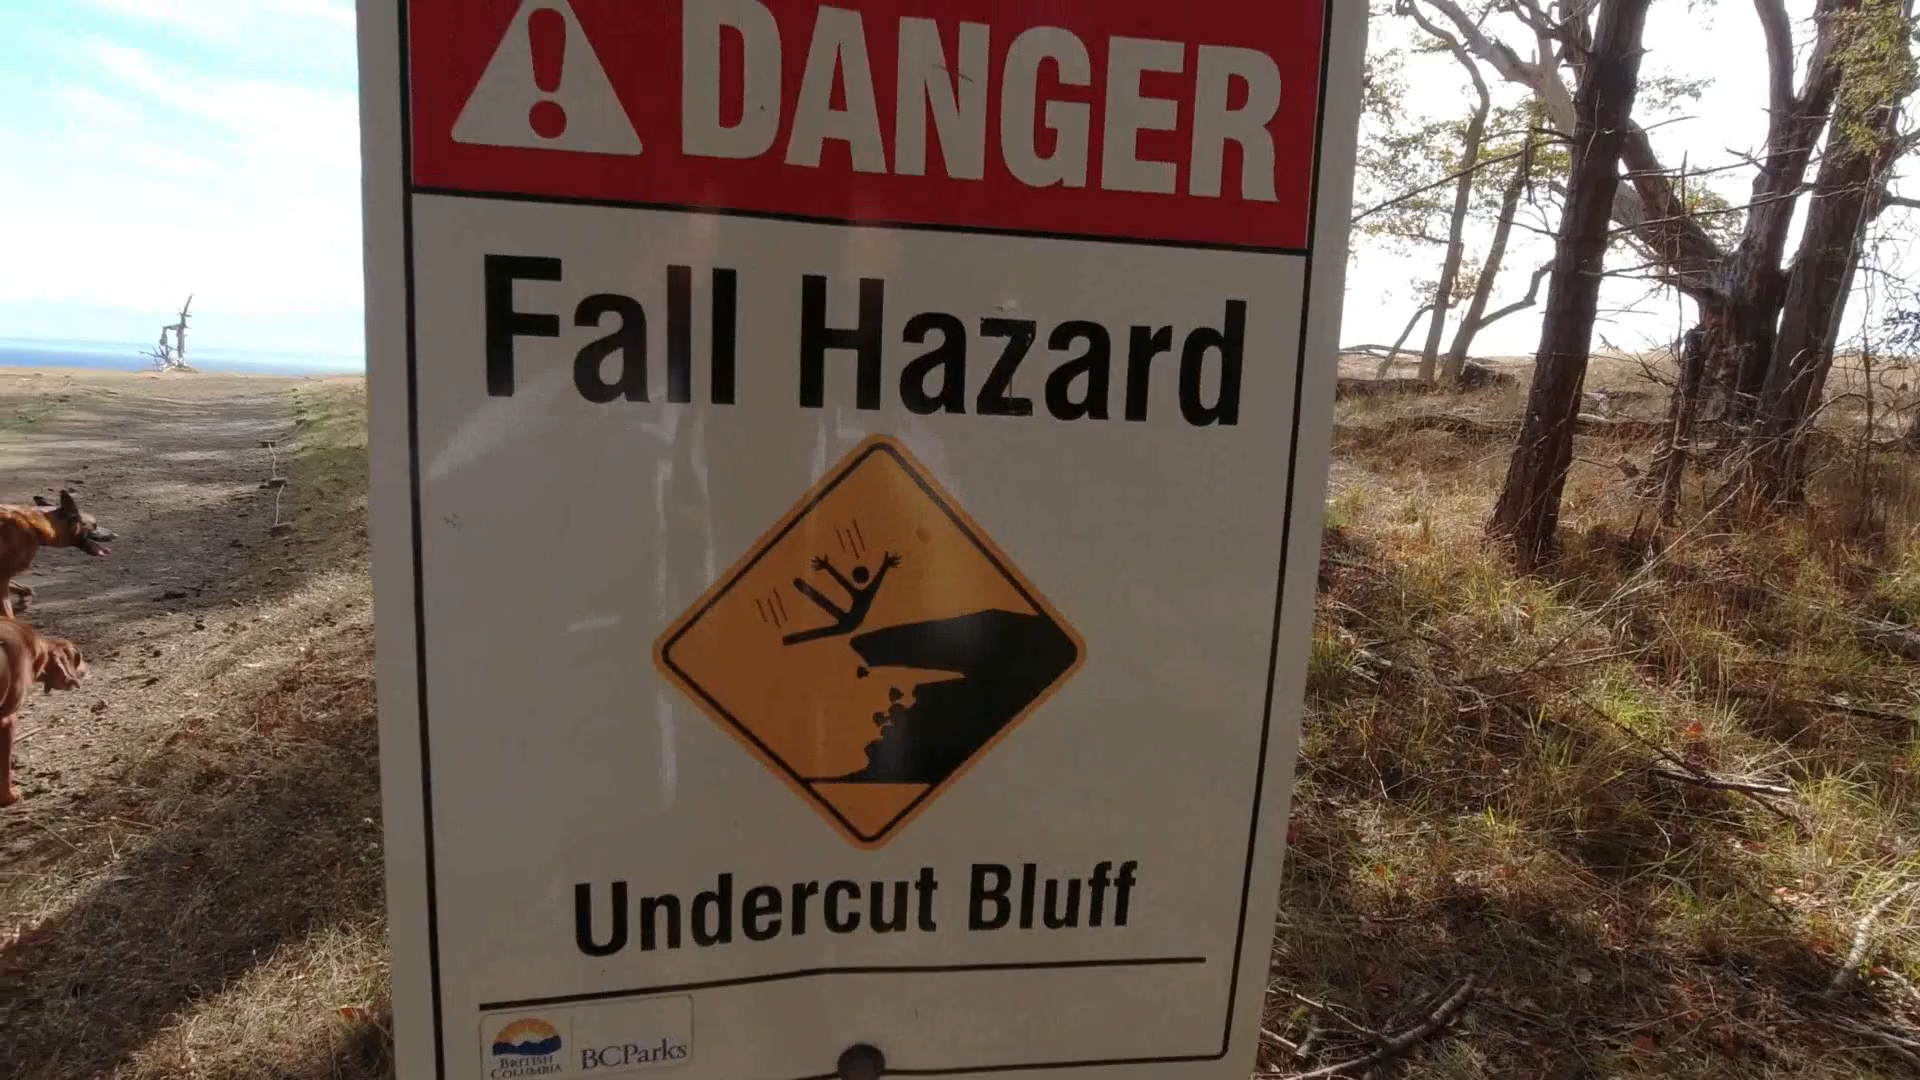 DANGER
Fall Hazard
Undercut Bluff
BRITISH
COLUMBIA
BCParks